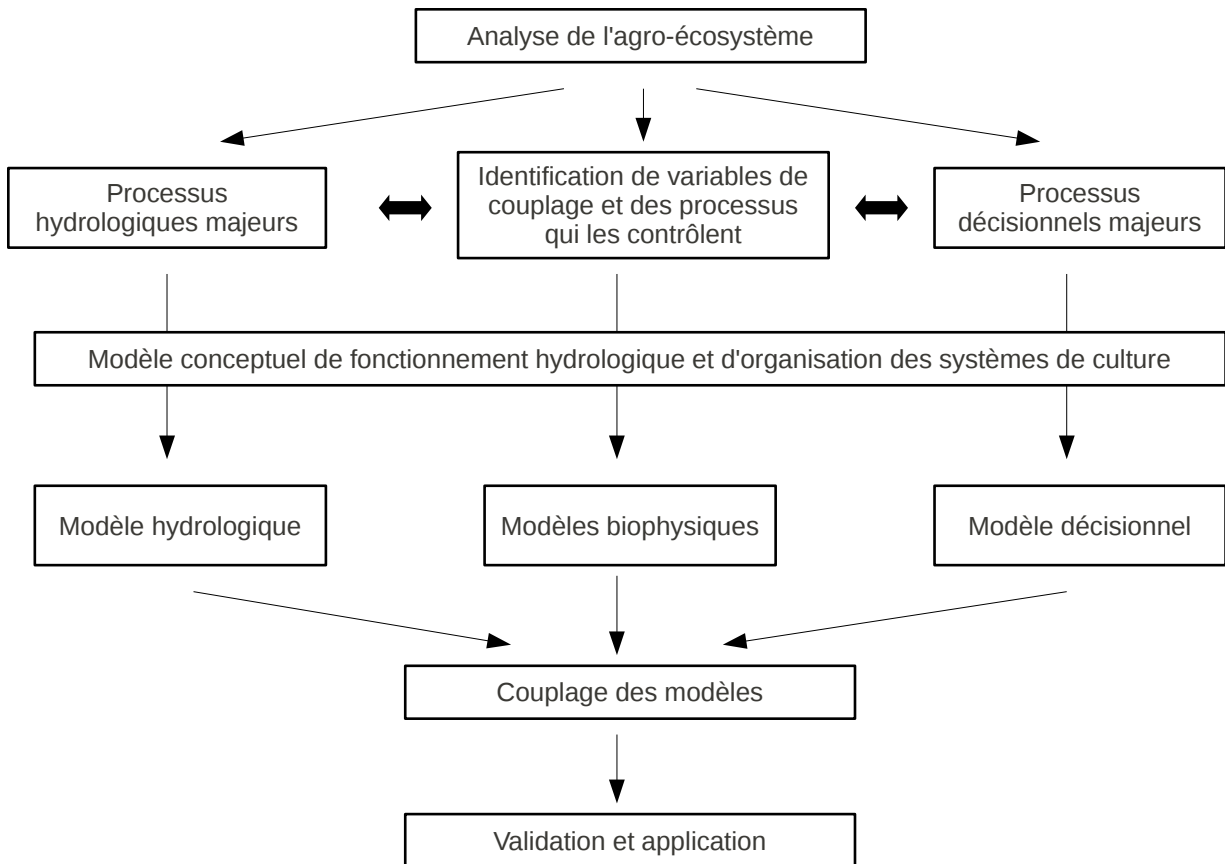 Analyse de l'agro-écosystème
Processus
hydrologiques majeurs
Identification de variables de
couplage et des processus
qui les contrôlent
Processus
décisionnels majeurs
Modèle conceptuel de fonctionnement hydrologique et d'organisation des systèmes de culture
Modèle hydrologique
Modèles biophysiques
Modèle décisionnel
Couplage des modèles
Validation et application